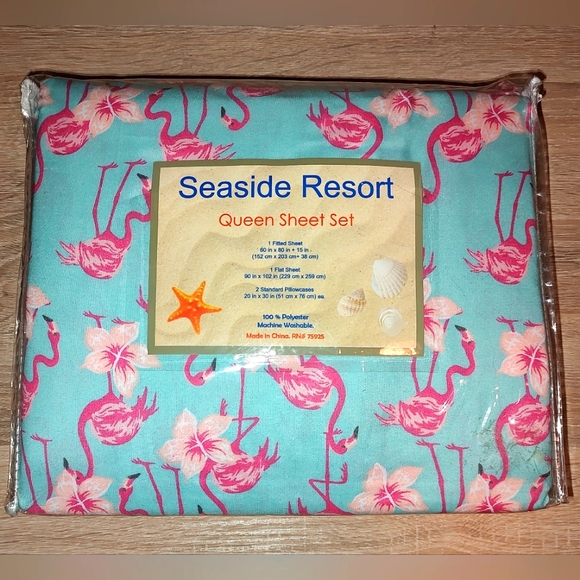 Seaside Resort
Queen Sheet Set
1 Fitted Sheet
60 in x 80 in + 15 in
(152 cm x 203 cm+ 38 cm)
1 Flat Sheet
90 in x 102 in (229 cm x 259 cm)
2 Standard Pillowcases
20 in x 30 in (51 cm x 76 cm) ea.
100 % Polyester
Machine Washable.
Made in China, RN# 75925